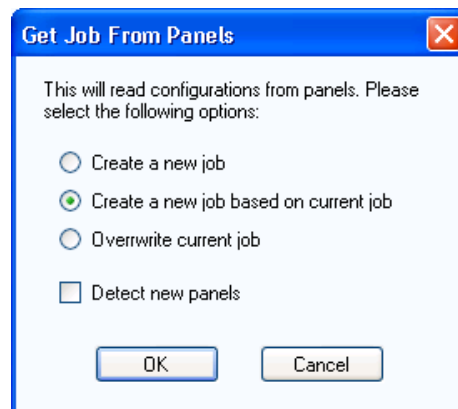 Get Job From Panels
This will read configurations from panels. Please
select the following options:
Create a new job
Create a new job based on current job
Overrwrite current job
Detect new panels
OK
Cancel